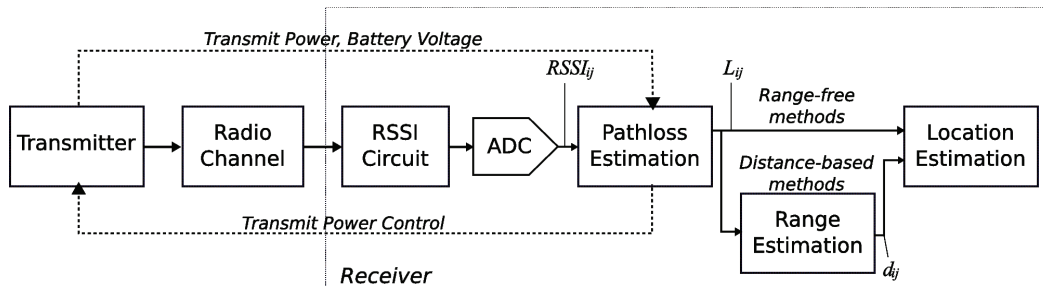 Transmit Power, Battery Voltage
RSSIij
Lij
Range-free
methods
Transmitter
Radio
Channel
RSSI
Circuit
ADC
Pathloss
Estimation
Location
Estimation
Distance-based
methods
Transmit Power Control
Range
Estimation
dij
Receiver